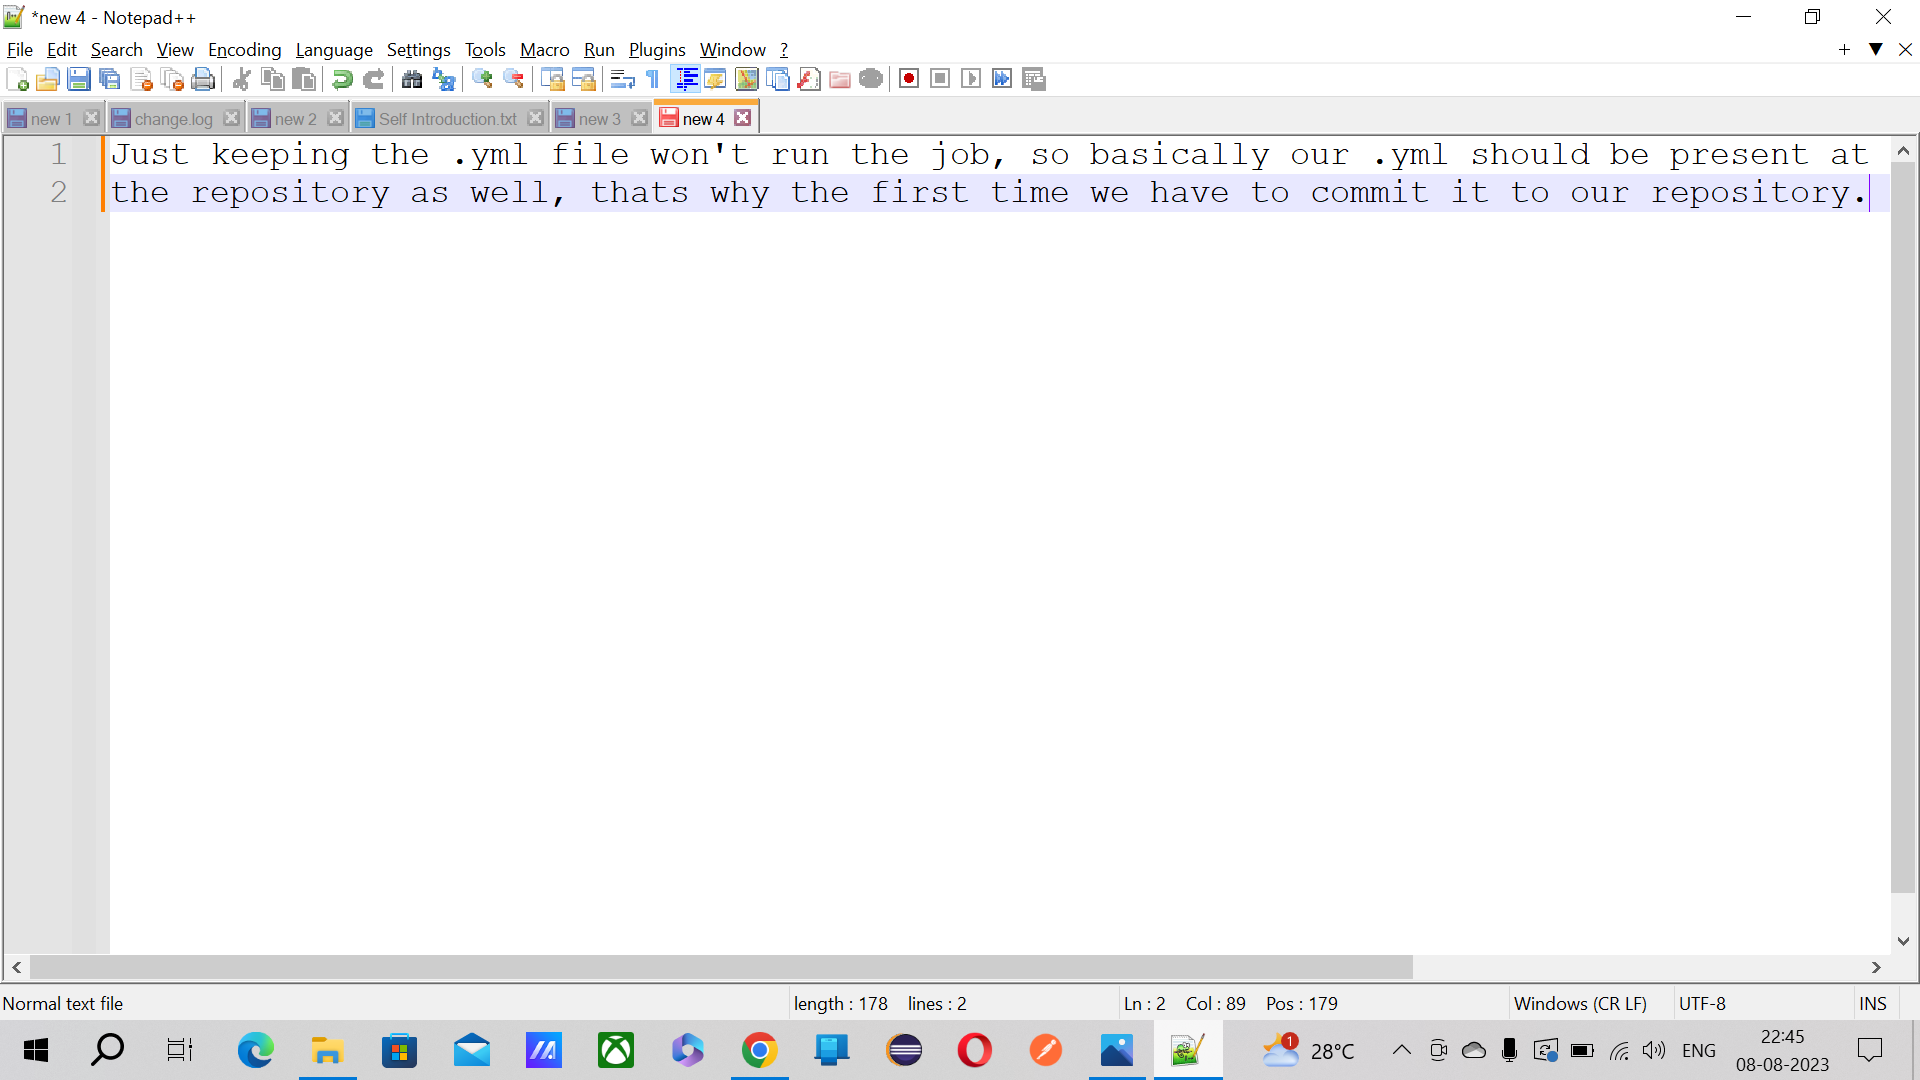 *new 4 - Notepad++
File Edit Search View Encoding Language Settings Tools Macro Run Plugins Window ?
new 1 change.log new 2 Self Introduction.txt new 3 new 4
1 Just keeping the .yml file won't run the job, so basically our .yml should be present at
2 the repository as well, thats why the first time we have to commit it to our repository.
Normal text file length : 178 lines : 2 Ln : 2 Col : 89 Pos : 179 Windows (CR LF) UTF-8 INS
1 28°C ENG 22:45
08-08-2023